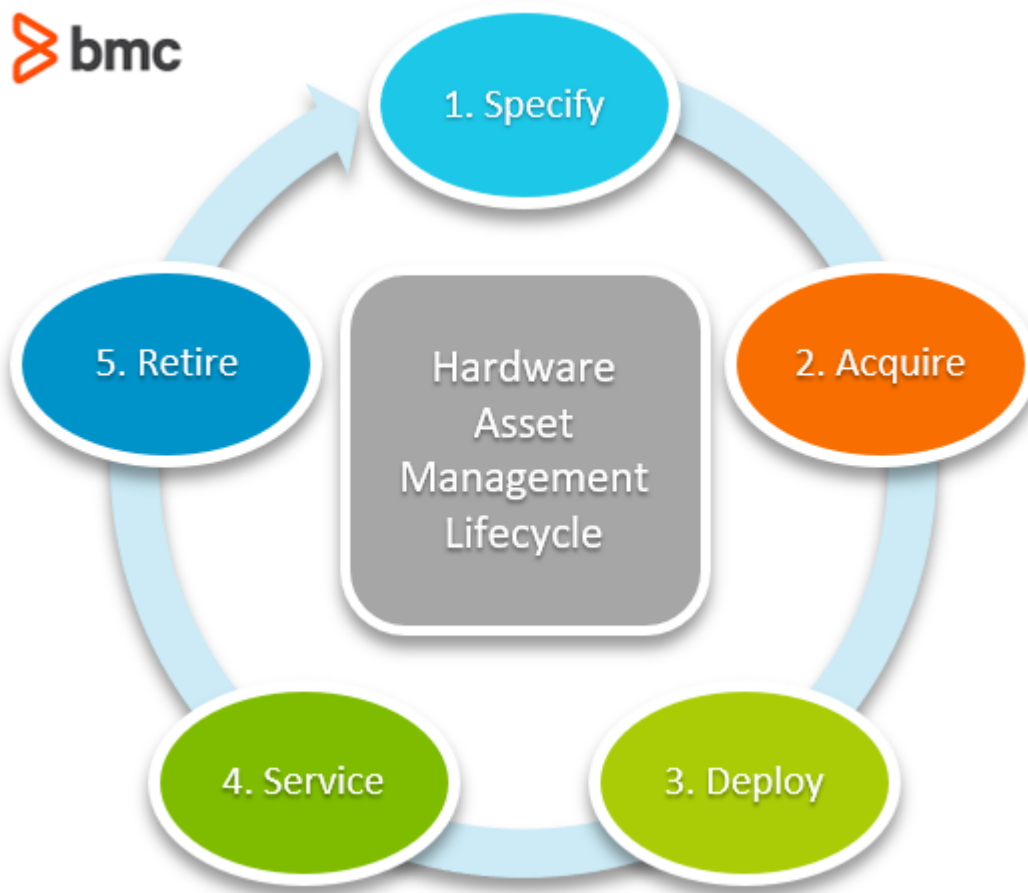 bmc
1. Specify
2. Acquire
3. Deploy
4. Service
5. Retire
Hardware
Asset
Management
Lifecycle